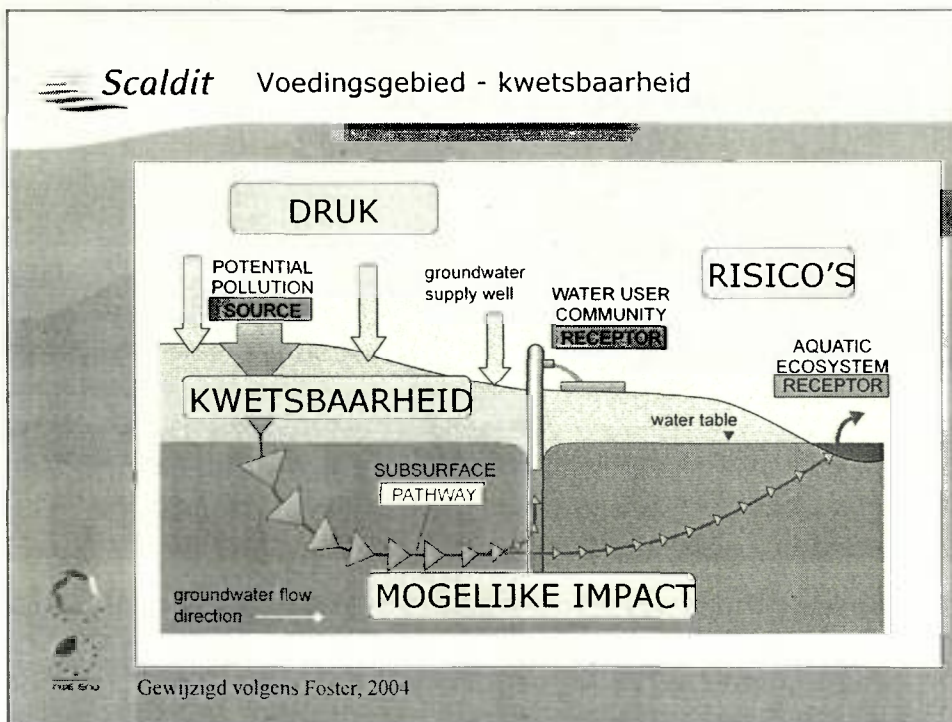 Scaldit Voedingsgebied - kwetsbaarheid
DRUK
POTENTIAL
POLLUTION
SOURCE
groundwater
supply well
WATER USER
COMMUNITY
RECEPTOR
RISICO'S
AQUATIC
ECOSYSTEM
RECEPTOR
KWETSBAARHEID
water table
SUBSURFACE
PATHWAY
MOGELIJKE IMPACT
groundwater flow
direction
Gewijzigd volgens Foster, 2004